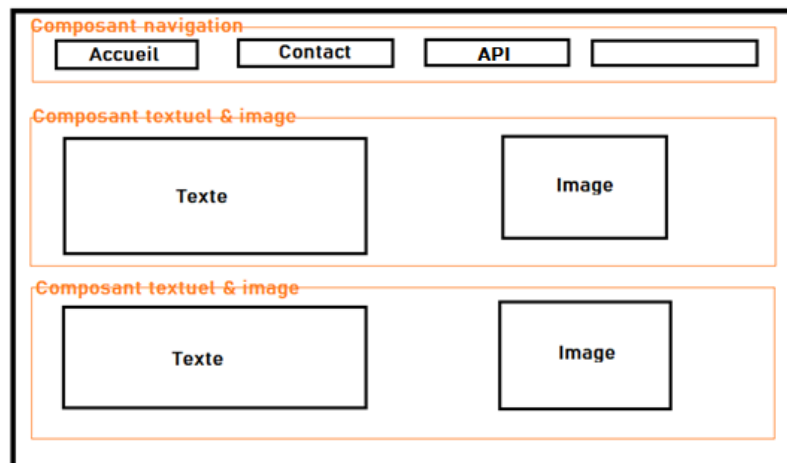 Composant navigation
Accueil
Contact
API
Composant textuel & image
Texte
Image
Composant textuel & image
Texte
Image